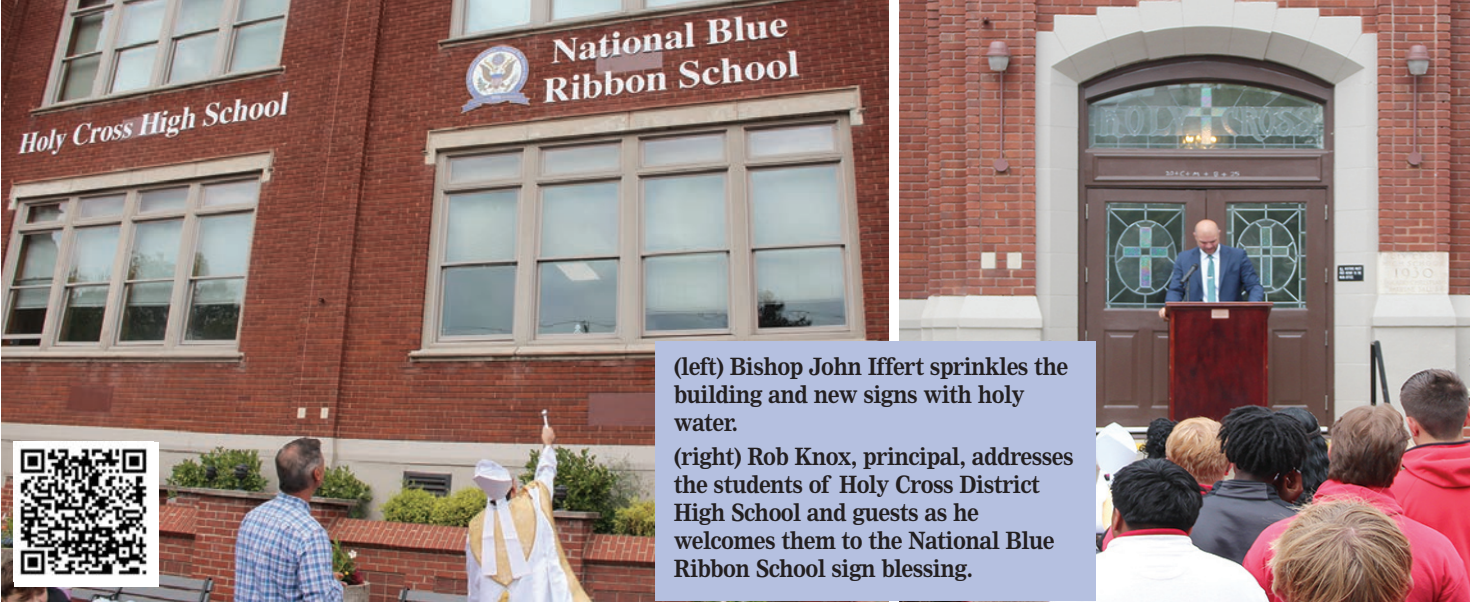 Holy Cross High School
National Blue
Ribbon School
HOLY CROSS
20 + C + M + B + 25
1930
(left) Bishop John Iffert sprinkles the
building and new signs with holy
water.
(right) Rob Knox, principal, addresses
the students of Holy Cross District
High School and guests as he
welcomes them to the National Blue
Ribbon School sign blessing.